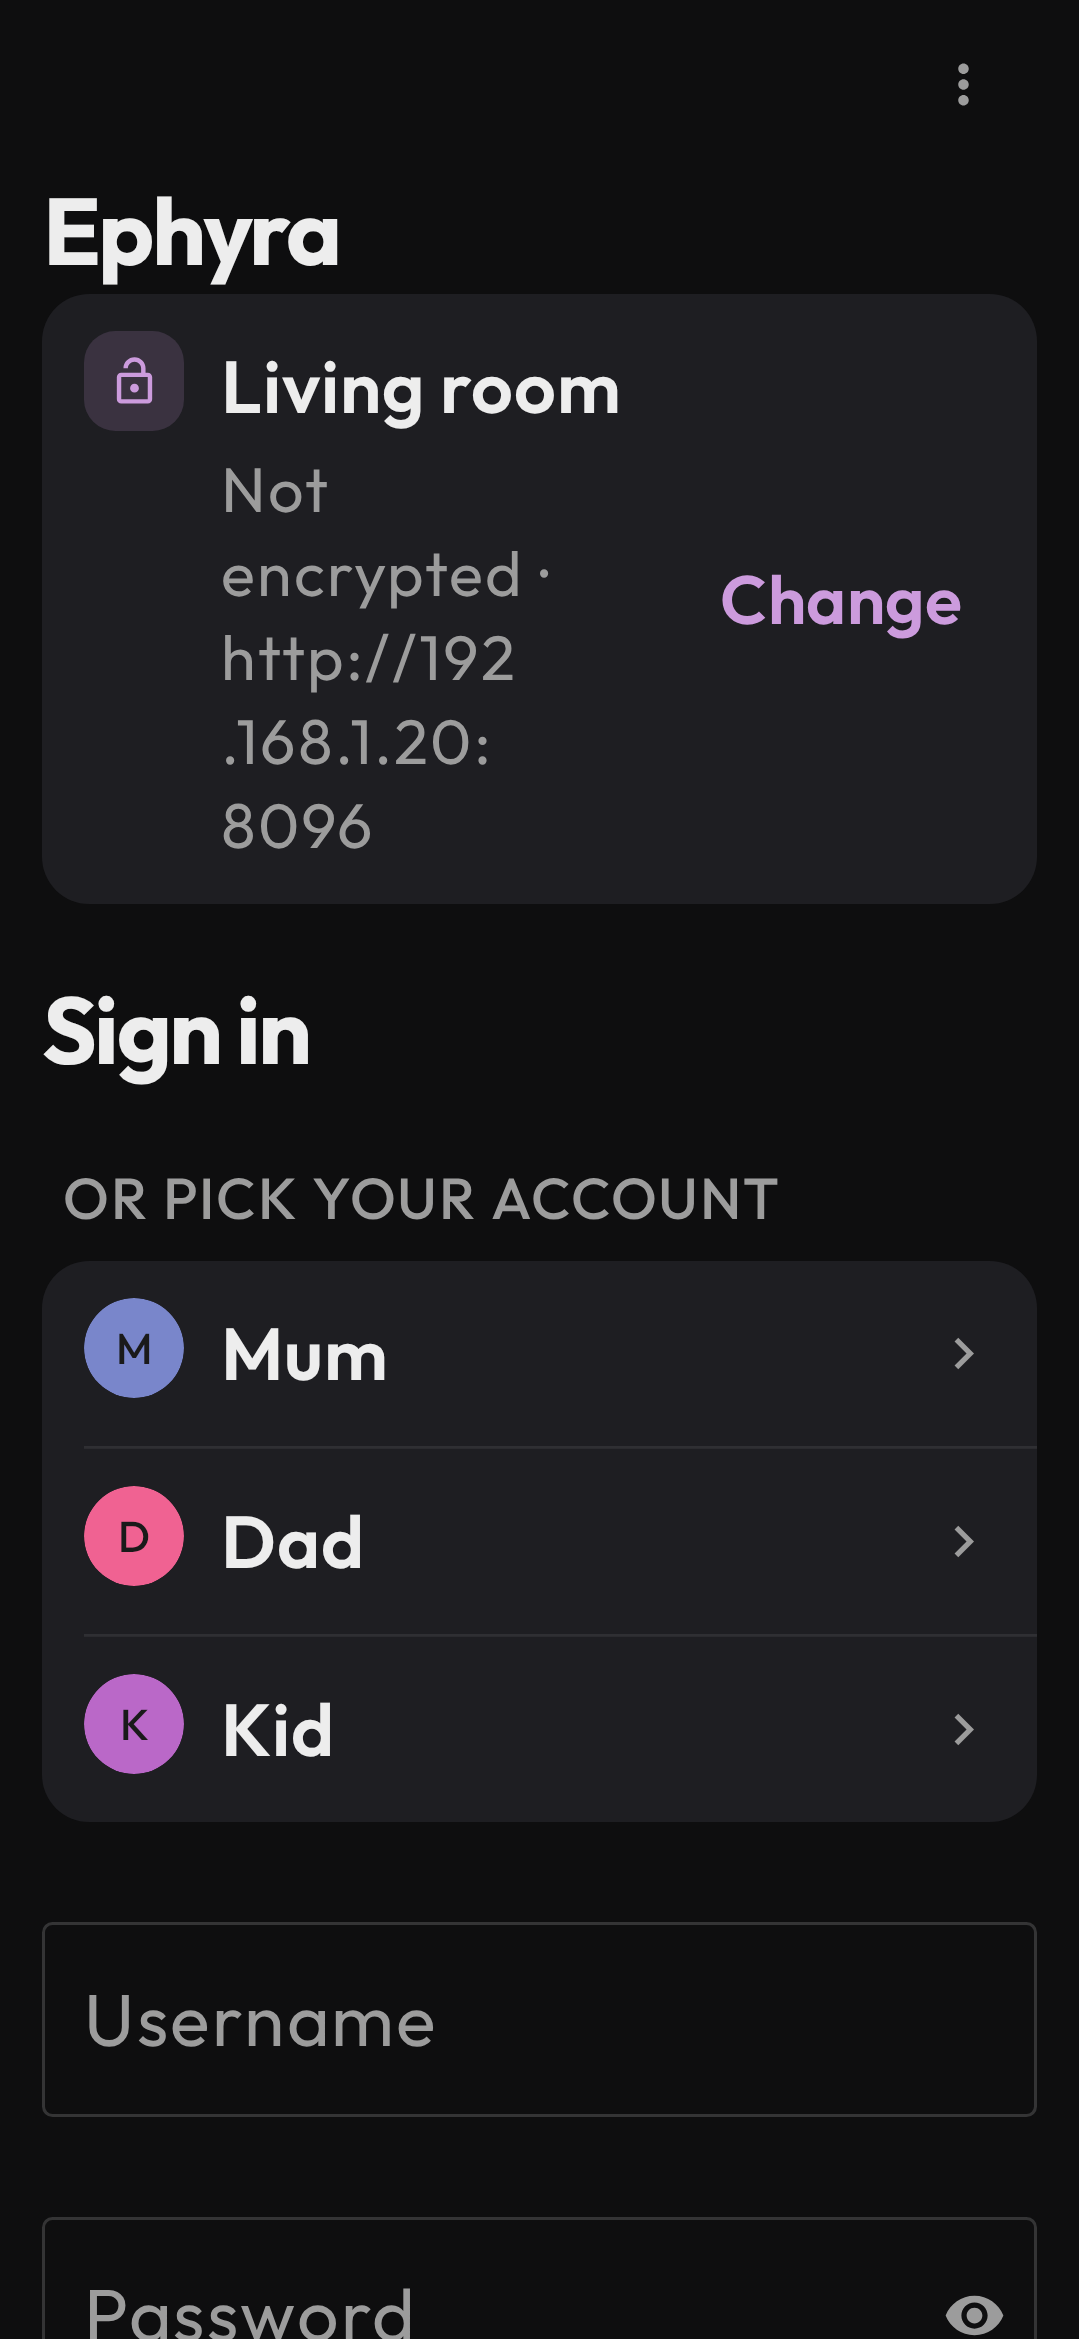 Ephyra
Living room
Not
encrypted ·
http://192
.168.1.20:
8096
Change
Sign in
OR PICK YOUR ACCOUNT
M
Mum
D
Dad
K
Kid
Username
Password